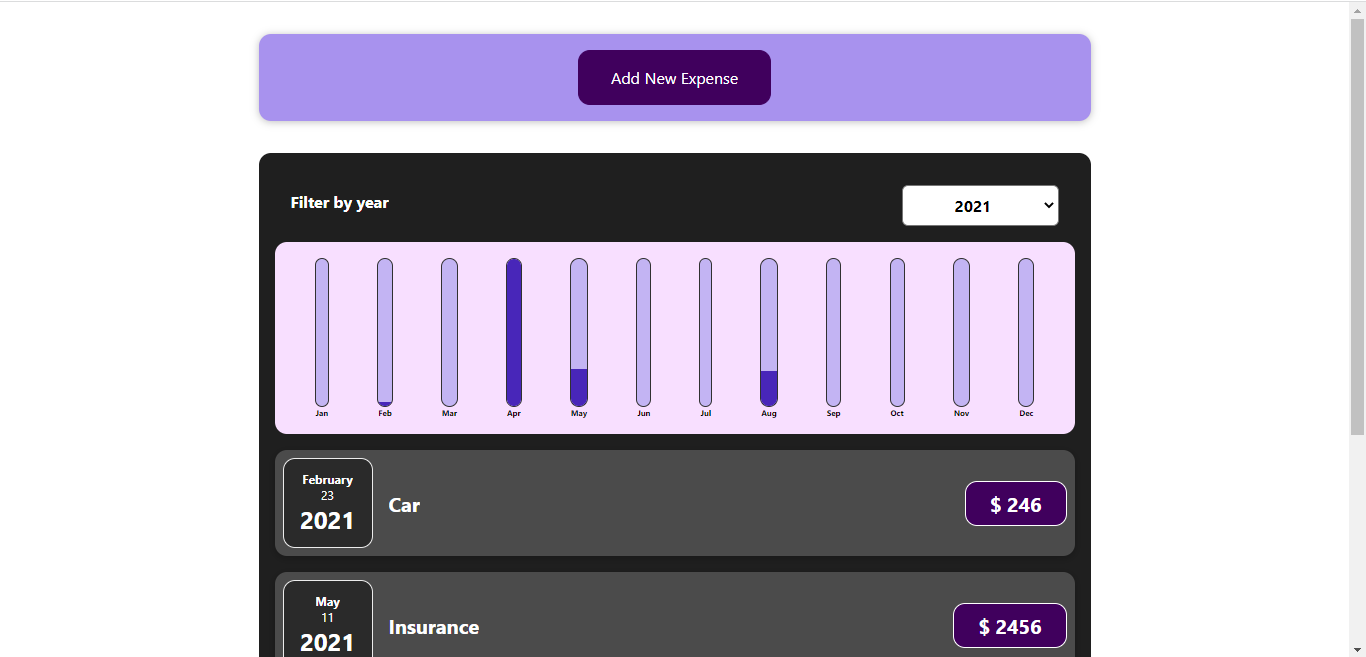 Add New Expense
Filter by year
2021
Jan Feb Mar Apr May Jun Jul Aug Sep Oct Nov Dec
February
23
2021
Car
$ 246
May
11
2021
Insurance
$ 2456